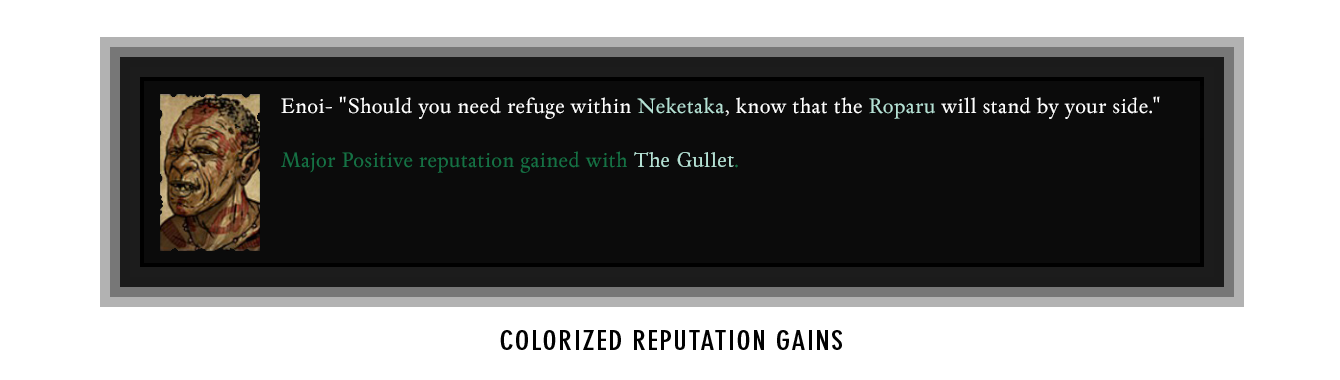 Enoi- "Should you need refuge within Neketaka, know that the Roparu will stand by your side."
Major Positive reputation gained with The Gullet.
COLORIZED REPUTATION GAINS